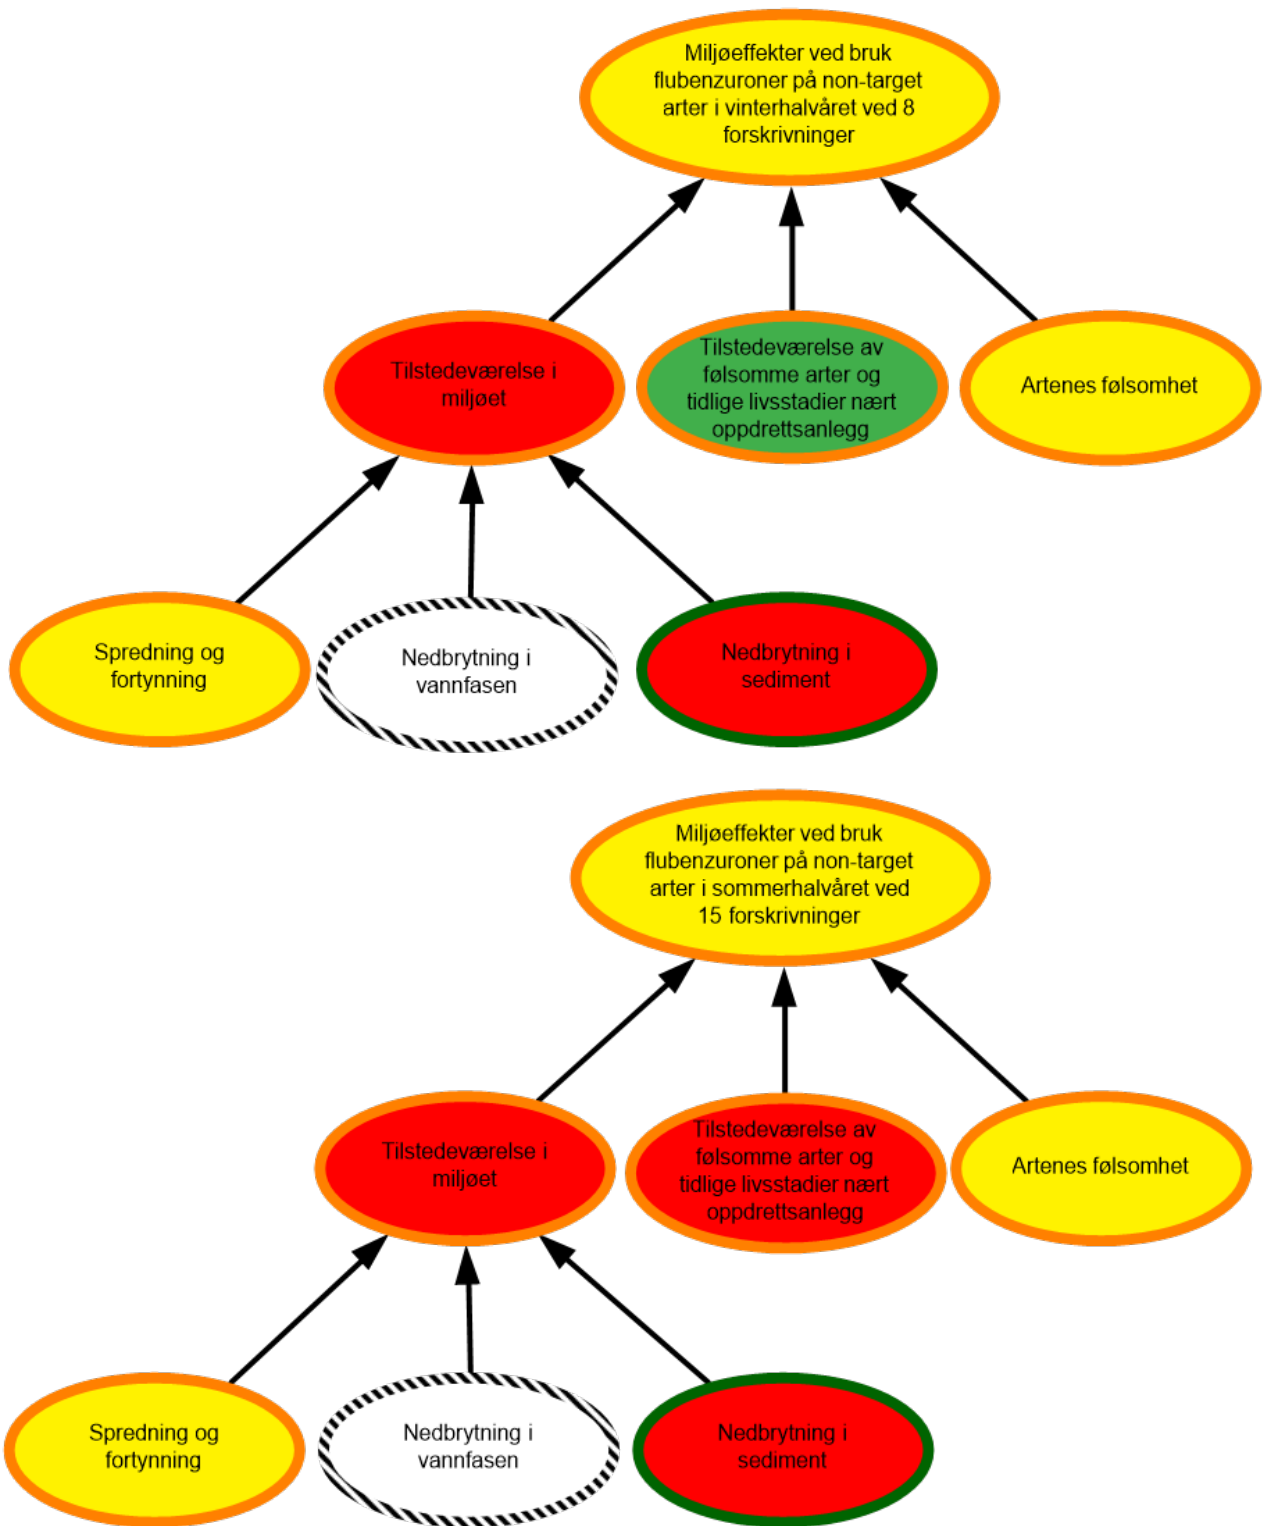 Miljøeffekter ved bruk
flubenzuroner på non-target
arter i vinterhalvåret ved 8
forskrivninger
Tilstedeværelse i
miljøet
Tilstedeværelse av
følsomme arter og
tidlige livsstadier nært
oppdrettsanlegg
Artenes følsomhet
Spredning og
fortynning
Nedbrytning i
vannfasen
Nedbrytning i
sediment
Miljøeffekter ved bruk
flubenzuroner på non-target
arter i sommerhalvåret ved
15 forskrivninger
Tilstedeværelse i
miljøet
Tilstedeværelse av
følsomme arter og
tidlige livsstadier nært
oppdrettsanlegg
Artenes følsomhet
Spredning og
fortynning
Nedbrytning i
vannfasen
Nedbrytning i
sediment